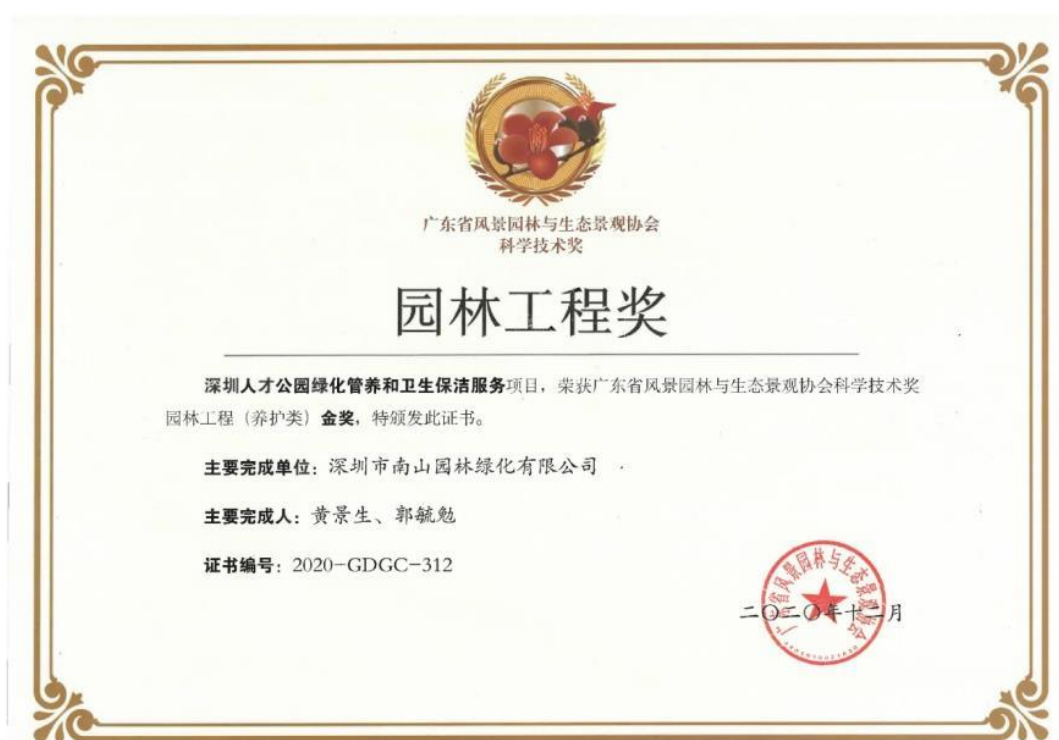 广东省风景园林与生态景观协会
科学技术奖
园林工程奖
深圳人才公园绿化管养和卫生保洁服务项目，荣获广东省风景园林与生态景观协会科学技术奖
园林工程（养护类）金奖，特颁发此证书。
主要完成单位：深圳市南山园林绿化有限公司
主要完成人：黄景生、郭毓勉
证书编号：2020-GDGC-312
广东省风景园林与生态景观协会
二〇二〇年十二月